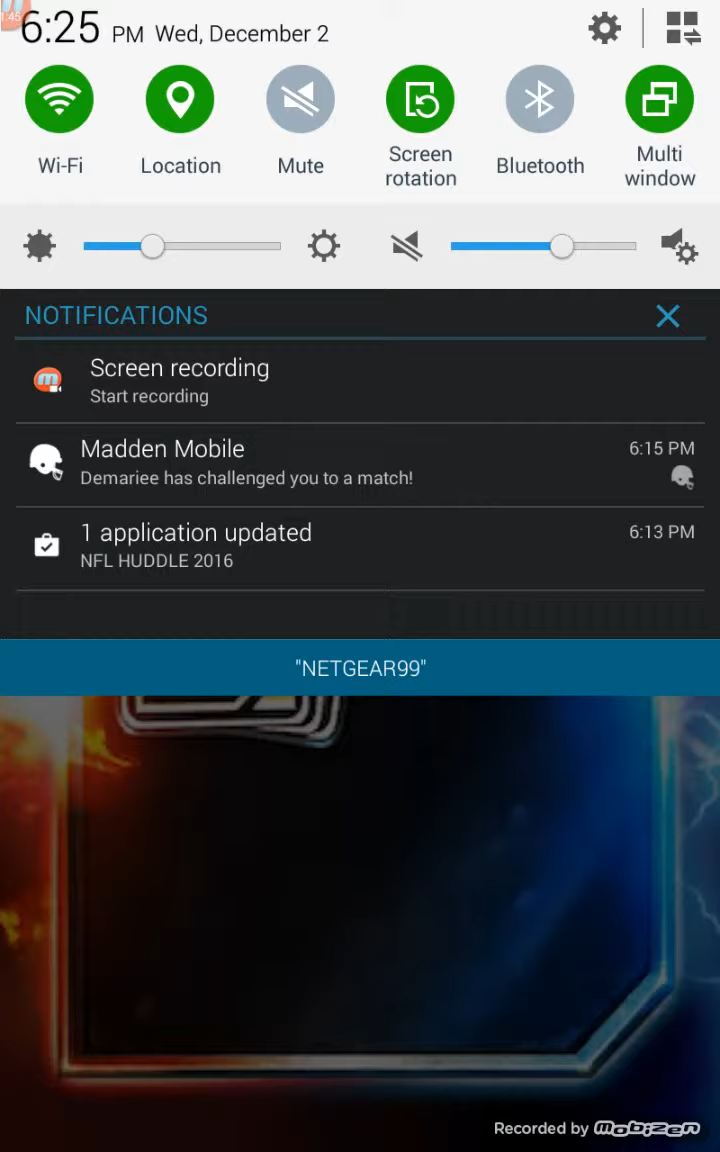 1:45
6:25 PM Wed, December 2
Wi-Fi
Location
Mute
Screen rotation
Bluetooth
Multi window
NOTIFICATIONS
Screen recording
Start recording
Madden Mobile
6:15 PM
Demariee has challenged you to a match!
1 application updated
6:13 PM
NFL HUDDLE 2016
"NETGEAR99"
Recorded by Mobizen